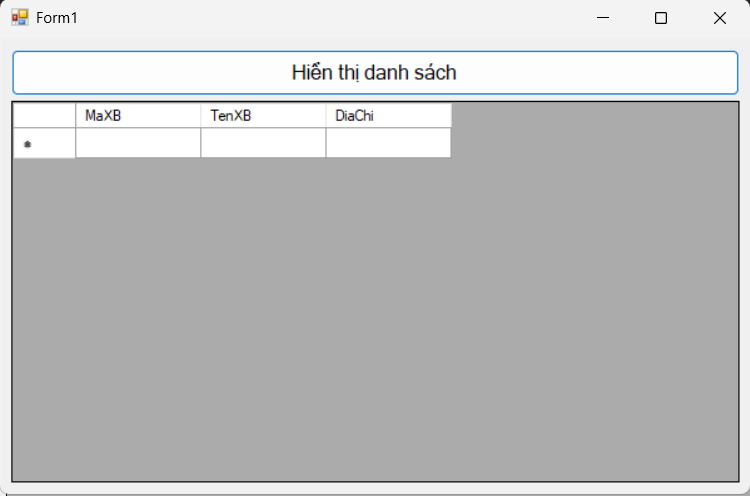 Form1
Hiển thị danh sách
MaXB TenXB DiaChi
*